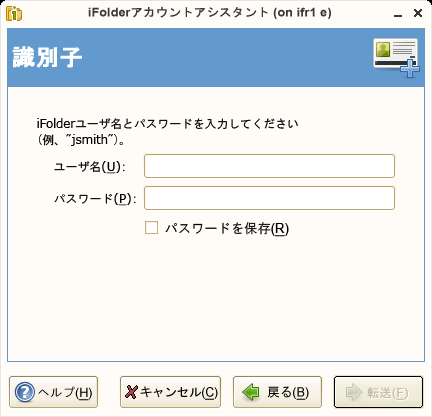 iFolderアカウントアシスタント (on ifr1 e)
識別子
iFolderユーザ名とパスワードを入力してください
(例、"jsmith")。
ユーザ名(U):
パスワード(P):
パスワードを保存(R)
ヘルプ(H)
キャンセル(C)
戻る(B)
転送(F)